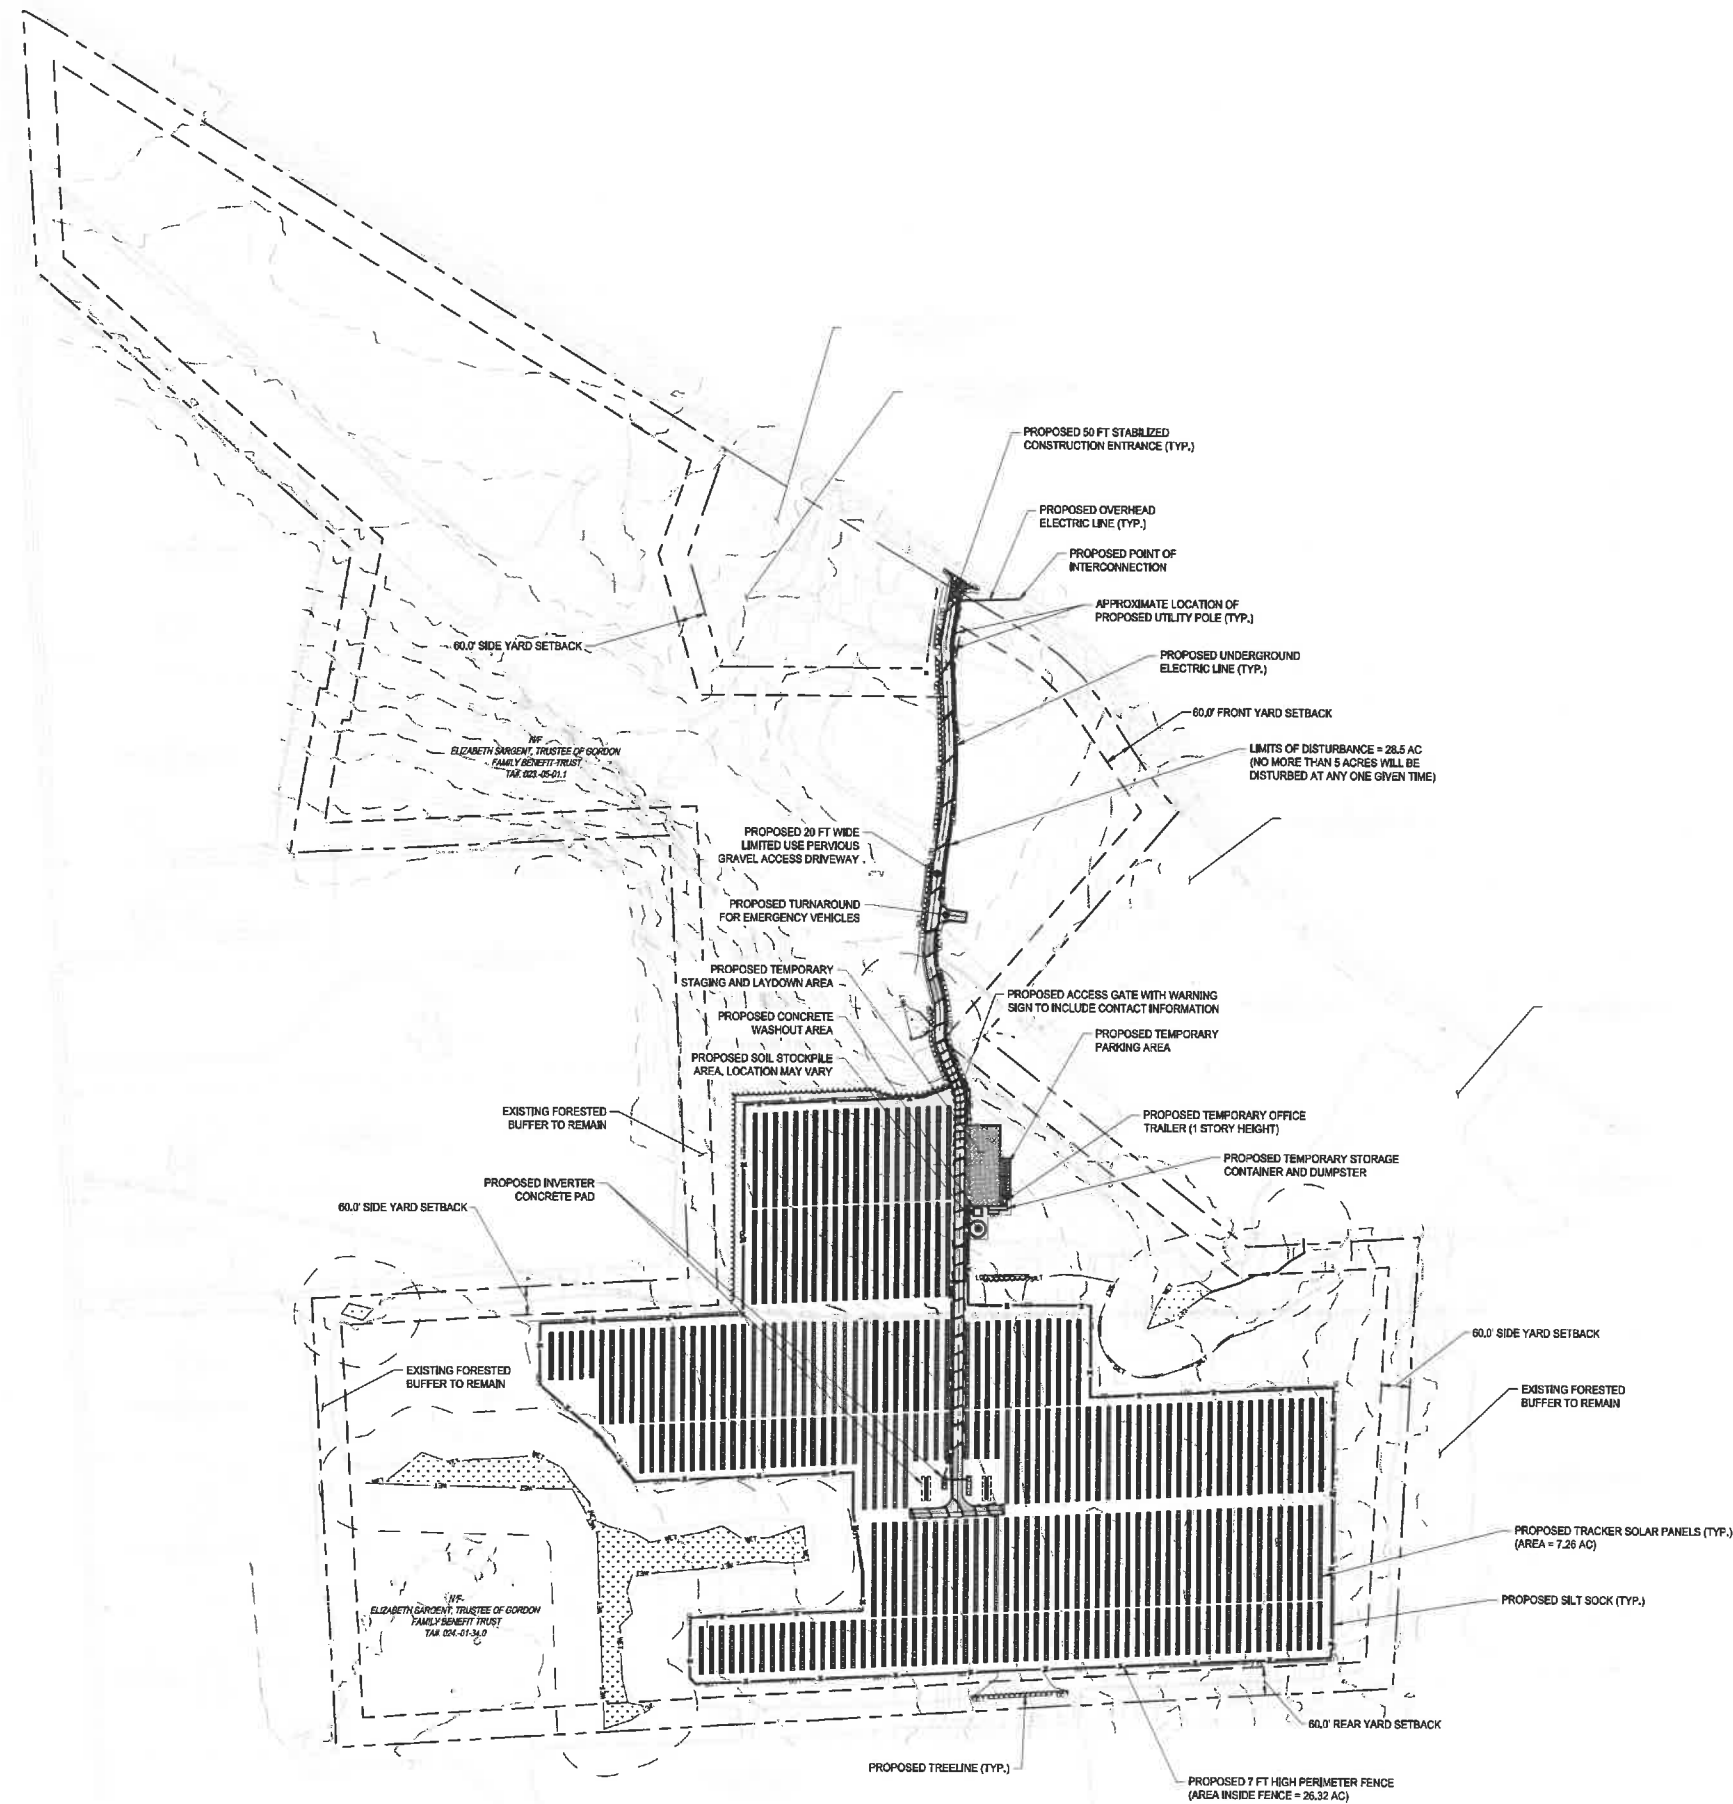 PROPOSED 50 FT STABILIZED
CONSTRUCTION ENTRANCE (TYP.)
PROPOSED OVERHEAD
ELECTRIC LINE (TYP.)
PROPOSED POINT OF
INTERCONNECTION
APPROXIMATE LOCATION OF
PROPOSED UTILITY POLE (TYP.)
60.0' SIDE YARD SETBACK
PROPOSED UNDERGROUND
ELECTRIC LINE (TYP.)
60.0' FRONT YARD SETBACK
N/F
ELIZABETH SARGENT, TRUSTEE OF GORDON
FAMILY BENEFIT TRUST
TAX 023.-05-01.1
LIMITS OF DISTURBANCE = 28.5 AC
(NO MORE THAN 5 ACRES WILL BE
DISTURBED AT ANY ONE GIVEN TIME)
PROPOSED 20 FT WIDE
LIMITED USE PERVIOUS
GRAVEL ACCESS DRIVEWAY
PROPOSED TURNAROUND
FOR EMERGENCY VEHICLES
PROPOSED TEMPORARY
STAGING AND LAYDOWN AREA
PROPOSED ACCESS GATE WITH WARNING
SIGN TO INCLUDE CONTACT INFORMATION
PROPOSED CONCRETE
WASHOUT AREA
PROPOSED TEMPORARY
PARKING AREA
PROPOSED SOIL STOCKPILE
AREA, LOCATION MAY VARY
EXISTING FORESTED
BUFFER TO REMAIN
PROPOSED TEMPORARY OFFICE
TRAILER (1 STORY HEIGHT)
PROPOSED TEMPORARY STORAGE
CONTAINER AND DUMPSTER
PROPOSED INVERTER
CONCRETE PAD
60.0' SIDE YARD SETBACK
60.0' SIDE YARD SETBACK
EXISTING FORESTED
BUFFER TO REMAIN
EXISTING FORESTED
BUFFER TO REMAIN
PROPOSED TRACKER SOLAR PANELS (TYP.)
(AREA = 7.26 AC)
PROPOSED SILT SOCK (TYP.)
N/F
ELIZABETH SARGENT, TRUSTEE OF GORDON
FAMILY BENEFIT TRUST
TAX 024.-01-34.0
60.0' REAR YARD SETBACK
PROPOSED TREELINE (TYP.)
PROPOSED 7 FT HIGH PERIMETER FENCE
(AREA INSIDE FENCE = 26.32 AC)